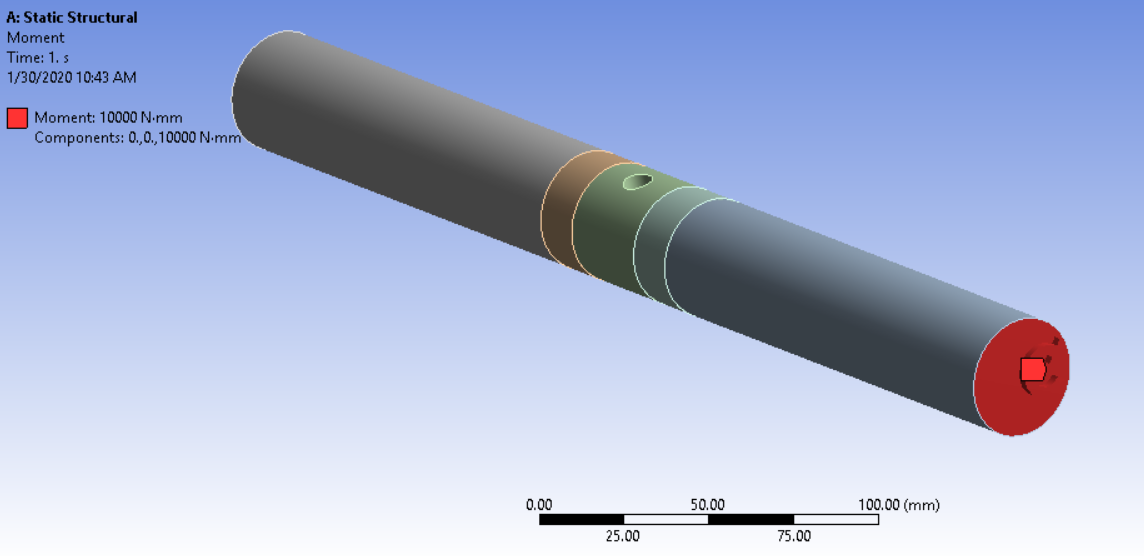 A: Static Structural
Moment
Time: 1. s
1/30/2020 10:43 AM
Moment: 10000 N·mm
Components: 0.,0.,10000 N·mm
0.00 50.00 100.00 (mm)
25.00 75.00